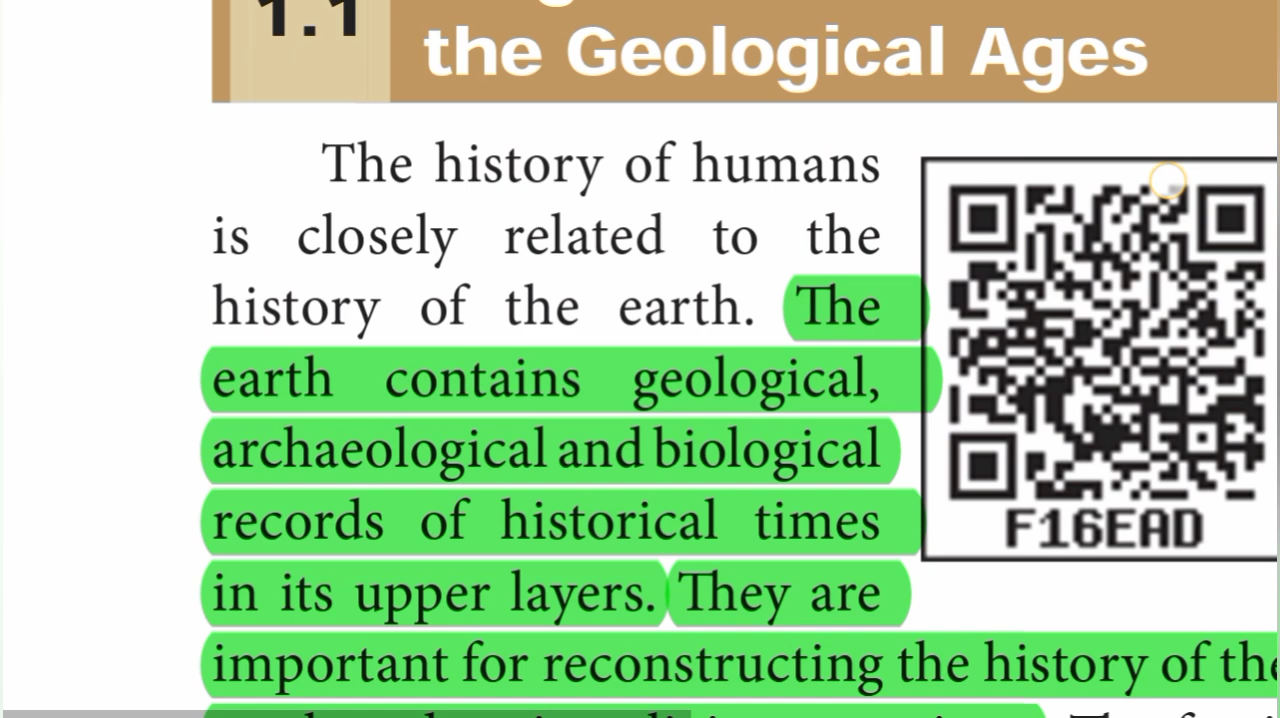 1.1
the Geological Ages
The history of humans
is closely related to the
history of the earth. The
earth contains geological,
archaeological and biological
records of historical times
in its upper layers. They are
important for reconstructing the history of the
F16EAD